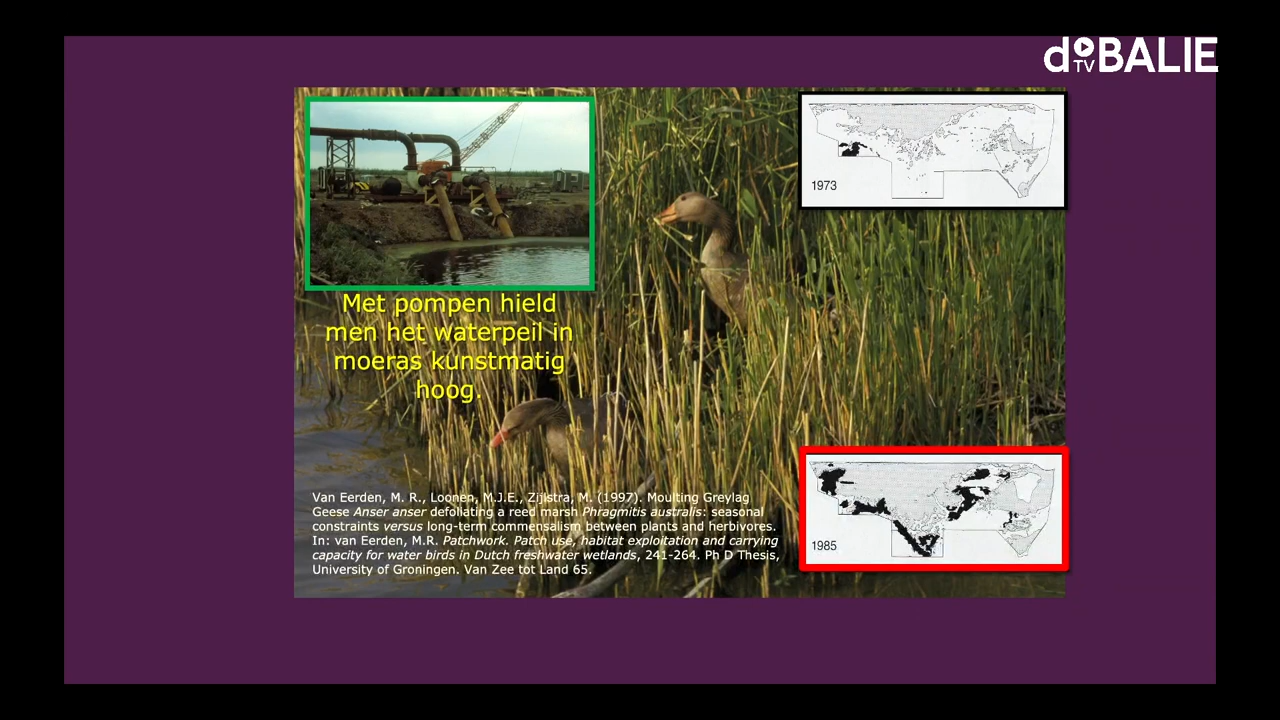 de BALIE
TV
1973
Met pompen hield
men het waterpeil in
moeras kunstmatig
hoog.
Van Eerden, M. R., Loonen, M.J.E., Zijlstra, M. (1997). Moulting Greylag
Geese Anser anser defoliating a reed marsh Phragmitis australis: seasonal
constraints versus long-term commensalism between plants and herbivores.
In: van Eerden, M.R. Patchwork. Patch use, habitat exploitation and carrying
capacity for water birds in Dutch freshwater wetlands, 241-264. Ph D Thesis,
University of Groningen. Van Zee tot Land 65.
1985